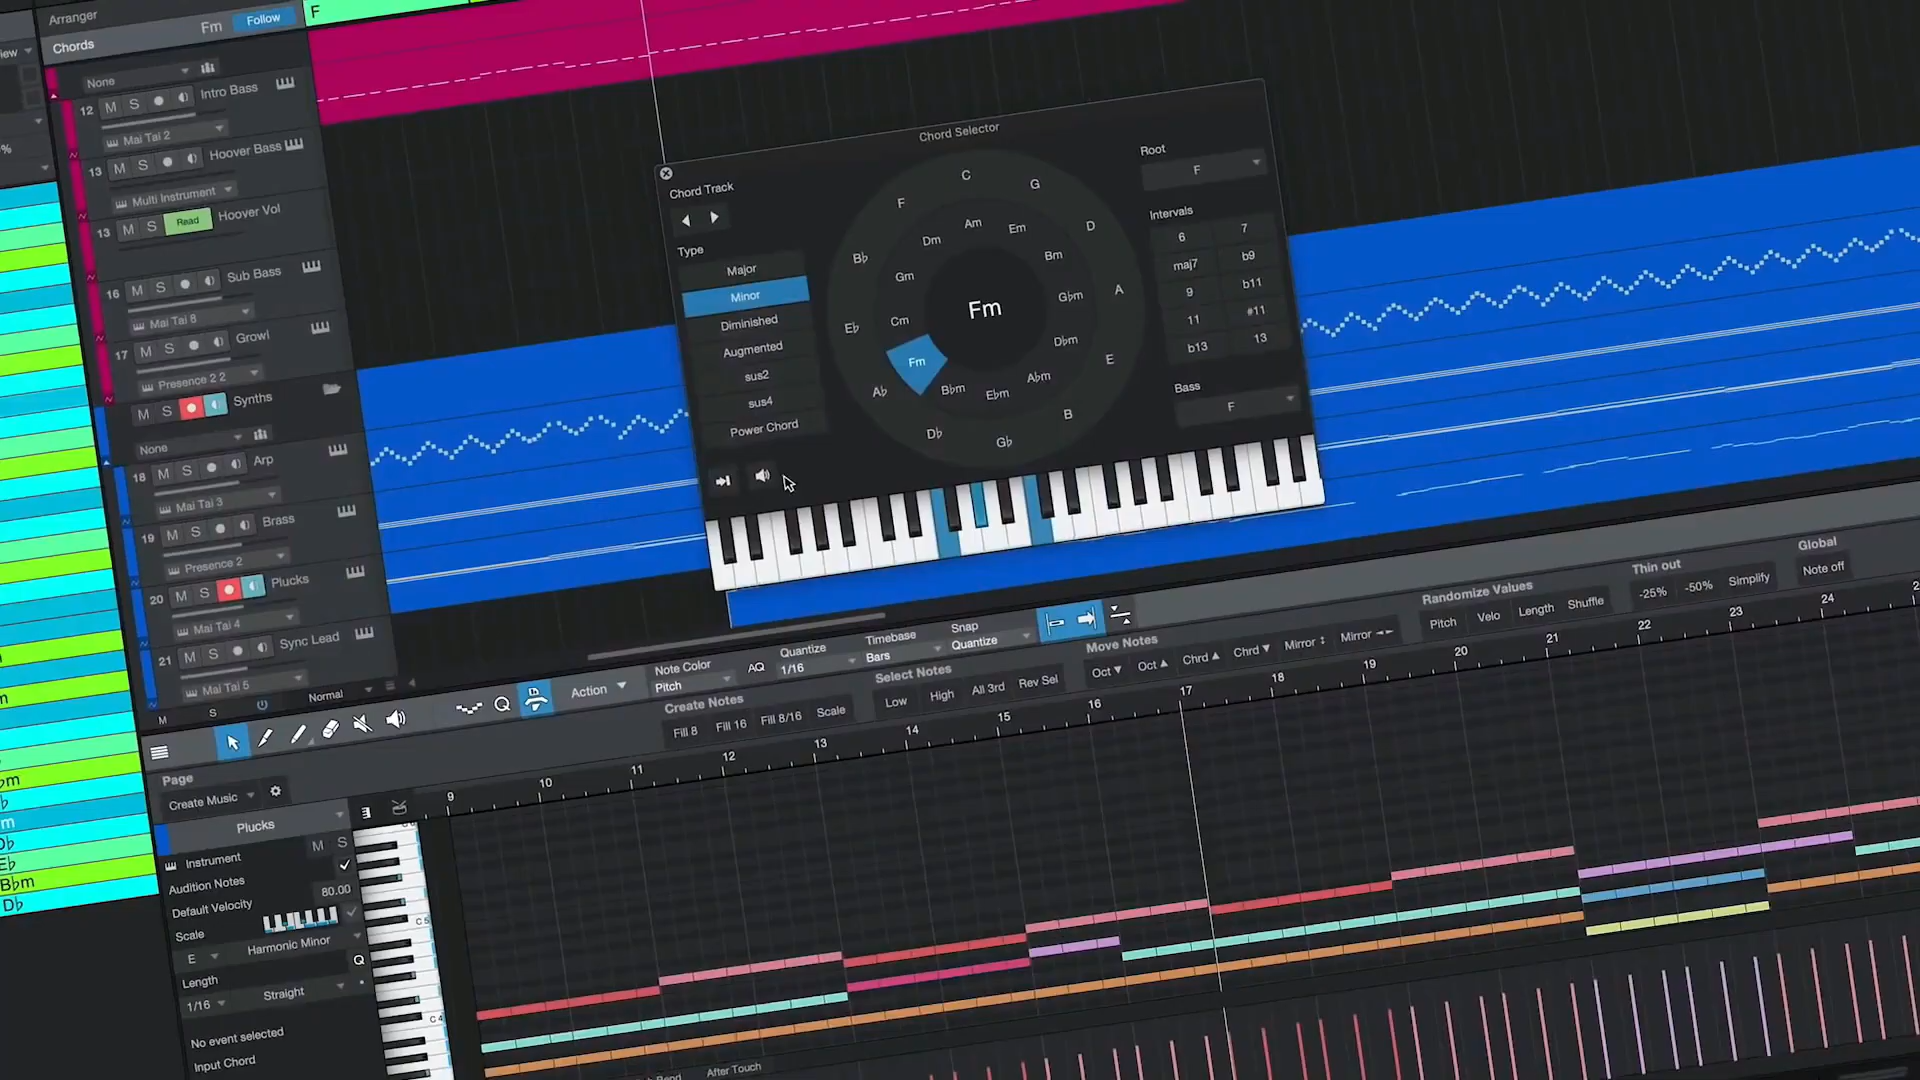 Arranger
Chords Fm Follow
F
iew
%
None
12 M S Intro Bass
Mai Tai 2
13 M S Hoover Bass
Multi Instrument
13 M S Read Hoover Vol
16 M S Sub Bass
Mai Tai 8
17 M S Growl
Presence 2 2
M S Synths
None
18 M S Arp
Mai Tai 3
19 M S Brass
Presence 2
20 M S Plucks
Mai Tai 4
21 M S Sync Lead
Mai Tai 5
M S Normal
Chord Selector
Chord Track
Type
Major
Minor
Diminished
Augmented
sus2
sus4
Power Chord
C
G
D
A
E
B
G♭
D♭
A♭
E♭
B♭
F
Am
Em
Bm
G♭m
D♭m
A♭m
E♭m
B♭m
Fm
Cm
Gm
Dm
Fm
Root
F
Intervals
6 7
maj7 b9
9 b11
11 #11
b13 13
Bass
F
Action
Note Color
Pitch
AQ
Quantize
1/16
Timebase
Bars
Snap
Quantize
Create Notes
Fill 8 Fill 16 Fill 8/16 Scale
Select Notes
Low High All 3rd Rev Sel
Move Notes
Oct Oct Chrd Chrd Mirror Mirror
Randomize Values
Pitch Velo Length Shuffle
Thin out
-25% -50% Simplify
Global
Note off
9 10 11 12 13 14 15 16 17 18 19 20 21 22 23 24
Page
Create Music
Plucks
Instrument M S
Audition Notes
Default Velocity 80.00
Scale
E Harmonic Minor
Length
1/16 Straight
No event selected
Input Chord
C5
C4
♭m
♭
m
D♭
E♭
B♭m
D♭
After Touch